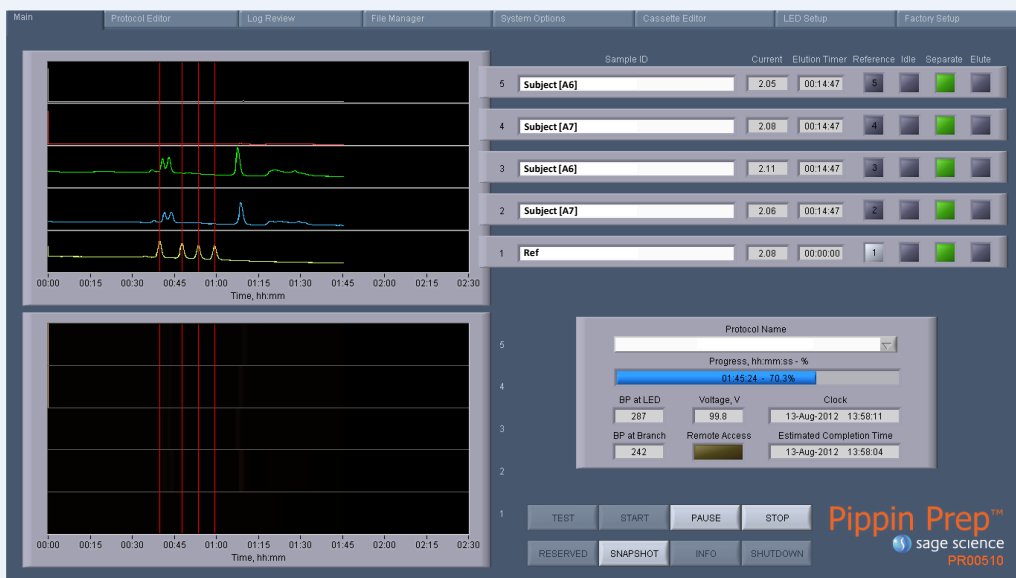 Main Protocol Editor Log Review File Manager System Options Cassette Editor LED Setup Factory Setup
Sample ID Current Elution Timer Reference Idle Separate Elute
5 Subject [A6] 2.05 00:14:47 5
4 Subject [A7] 2.08 00:14:47 4
3 Subject [A6] 2.11 00:14:47 3
2 Subject [A7] 2.06 00:14:47 2
1 Ref 2.08 00:00:00 1
00:00 00:15 00:30 00:45 01:00 01:15 01:30 01:45 02:00 02:15 02:30
Time, hh:mm
5
4
3
2
1
00:00 00:15 00:30 00:45 01:00 01:15 01:30 01:45 02:00 02:15 02:30
Time, hh:mm
Protocol Name
Progress, hh:mm:ss - %
01:45:24 - 70.3%
BP at LED Voltage, V Clock
287 99.8 13-Aug-2012 13:58:11
BP at Branch Remote Access Estimated Completion Time
242 13-Aug-2012 13:58:04
TEST START PAUSE STOP
RESERVED SNAPSHOT INFO SHUTDOWN
Pippin Prep™
sage science
PR00510